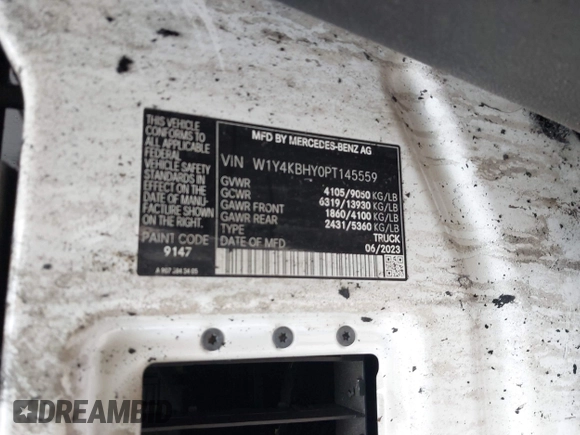 THIS VEHICLE
CONFORMS TO
ALL APPLICABLE
FEDERAL
VEHICLE SAFETY
STANDARDS IN
EFFECT ON THE
DATE OF MANU-
FACTURE SHOWN
ON THE RIGHT.
PAINT CODE
9147
MFD BY MERCEDES-BENZ AG
VIN W1Y4KBHY0PT145559
GVWR 4105/9050 KG/LB
GCWR 6319/13930 KG/LB
GAWR FRONT 1860/4100 KG/LB
GAWR REAR 2431/5360 KG/LB
TYPE TRUCK
DATE OF MFD 06/2023
DREAMBID